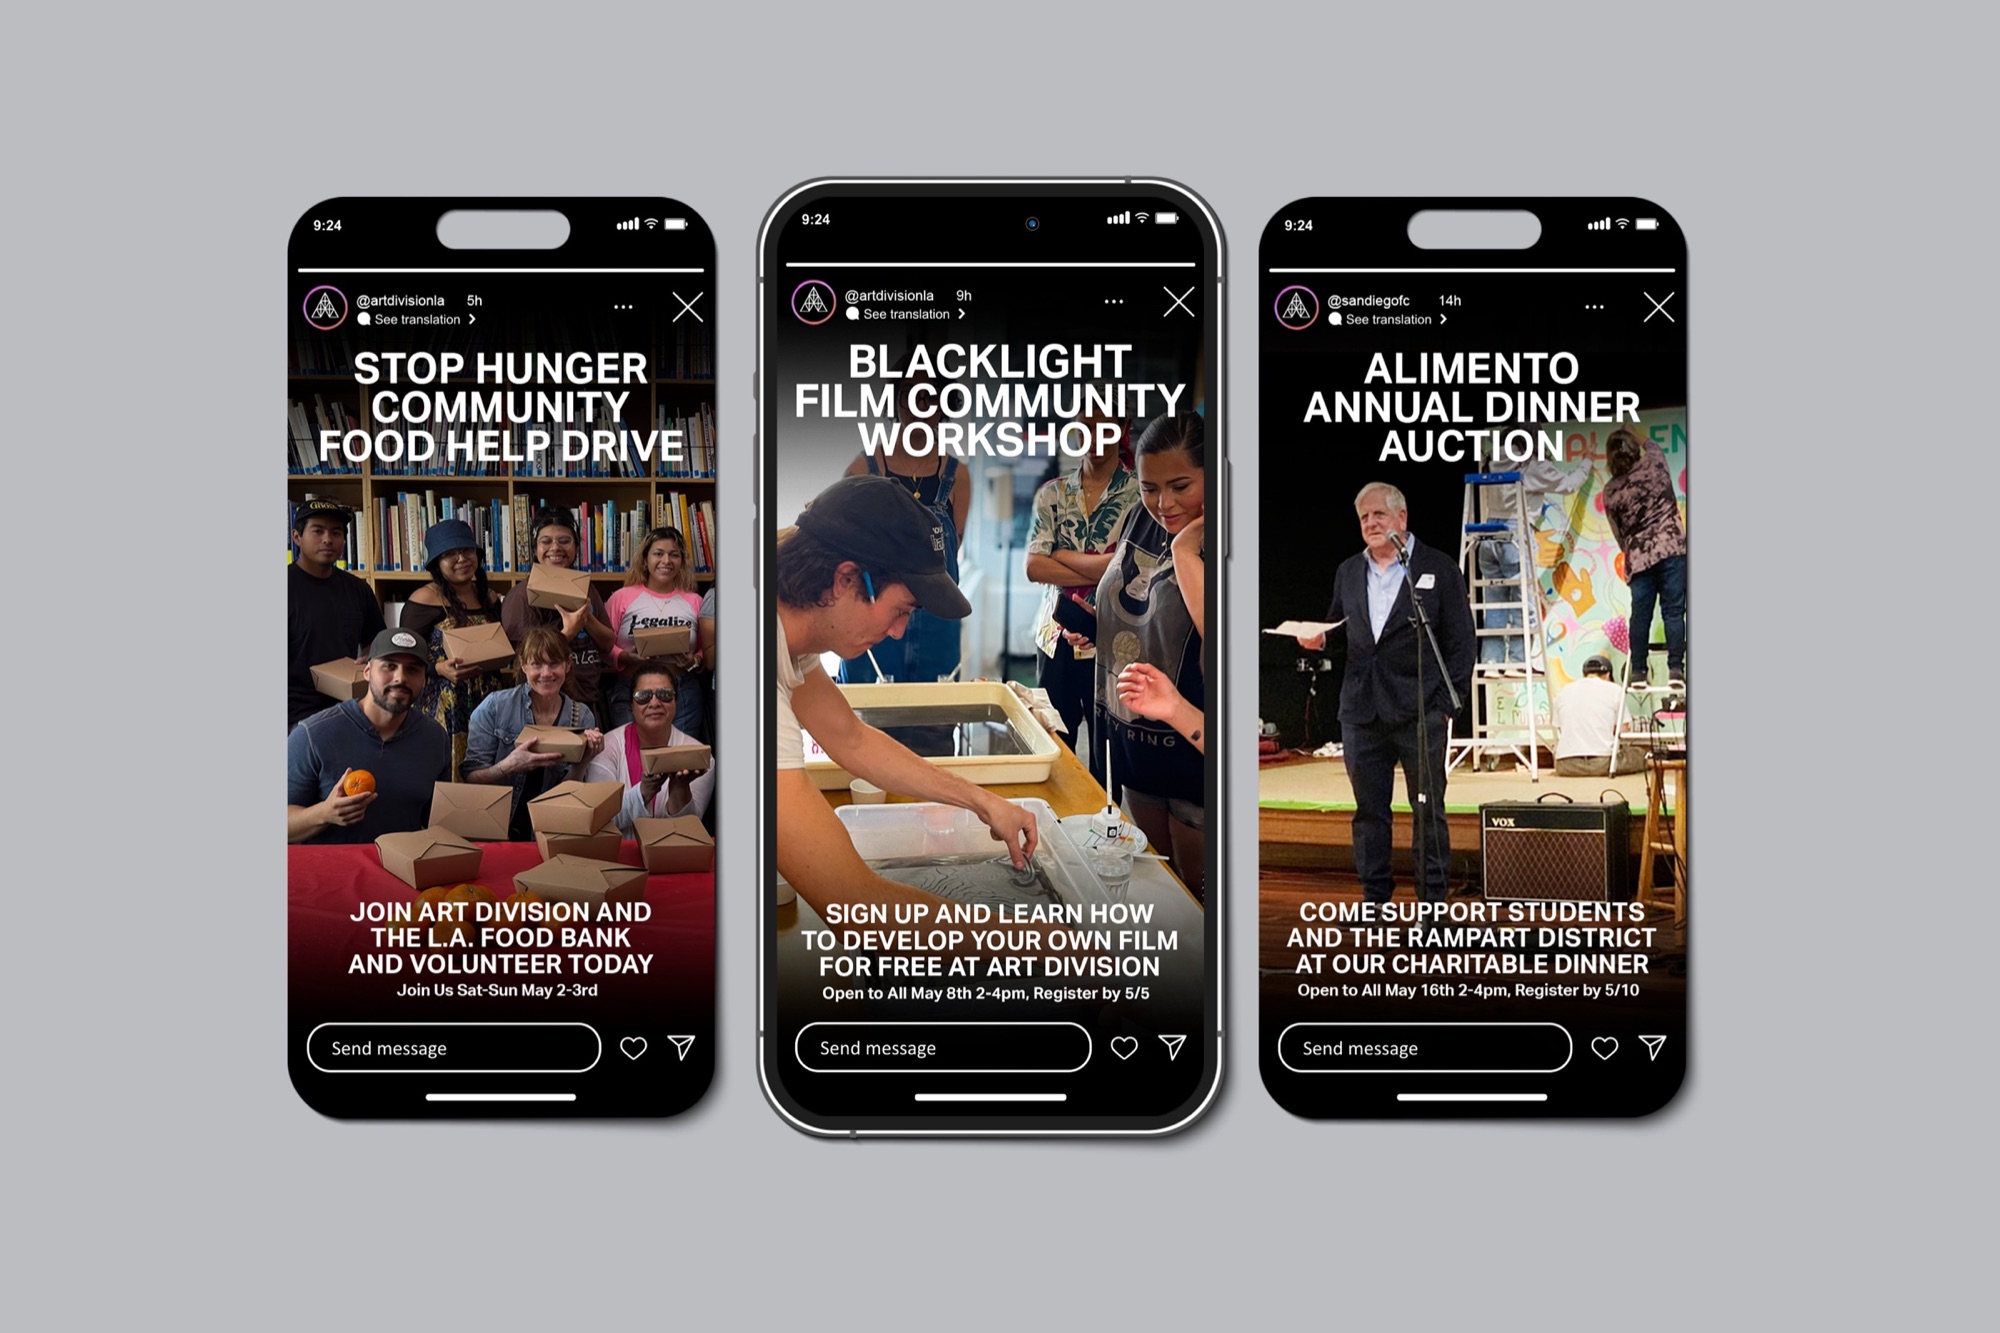 9:24
@artdivisionla 5h
See translation
STOP HUNGER
COMMUNITY
FOOD HELP DRIVE
Legalize
JOIN ART DIVISION AND
THE L.A. FOOD BANK
AND VOLUNTEER TODAY
Join Us Sat-Sun May 2-3rd
Send message
9:24
@artdivisionla 9h
See translation
BLACKLIGHT
FILM COMMUNITY
WORKSHOP
RING
SIGN UP AND LEARN HOW
TO DEVELOP YOUR OWN FILM
FOR FREE AT ART DIVISION
Open to All May 8th 2-4pm, Register by 5/5
Send message
9:24
@sandiegofc 14h
See translation
ALIMENTO
ANNUAL DINNER
AUCTION
VOX
COME SUPPORT STUDENTS
AND THE RAMPART DISTRICT
AT OUR CHARITABLE DINNER
Open to All May 16th 2-4pm, Register by 5/10
Send message